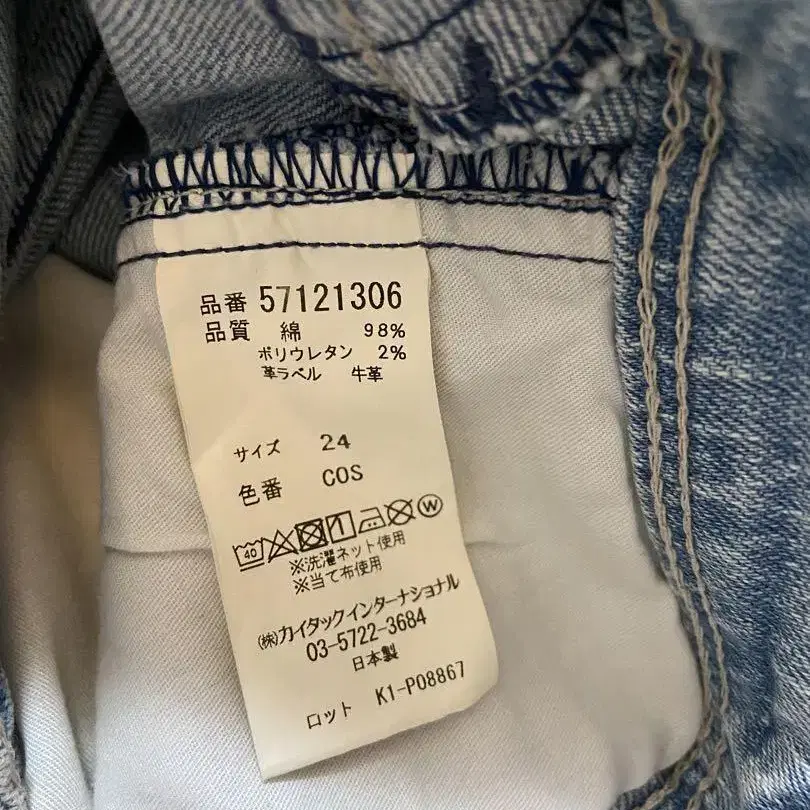 品番 57121306
品質 綿 98%
ポリウレタン 2%
革ラベル 牛革
サイズ 24
色番 COS
40 W
※洗濯ネット使用
※当て布使用
㈱カイタックインターナショナル
03-5722-3684
日本製
ロット K1-P08867